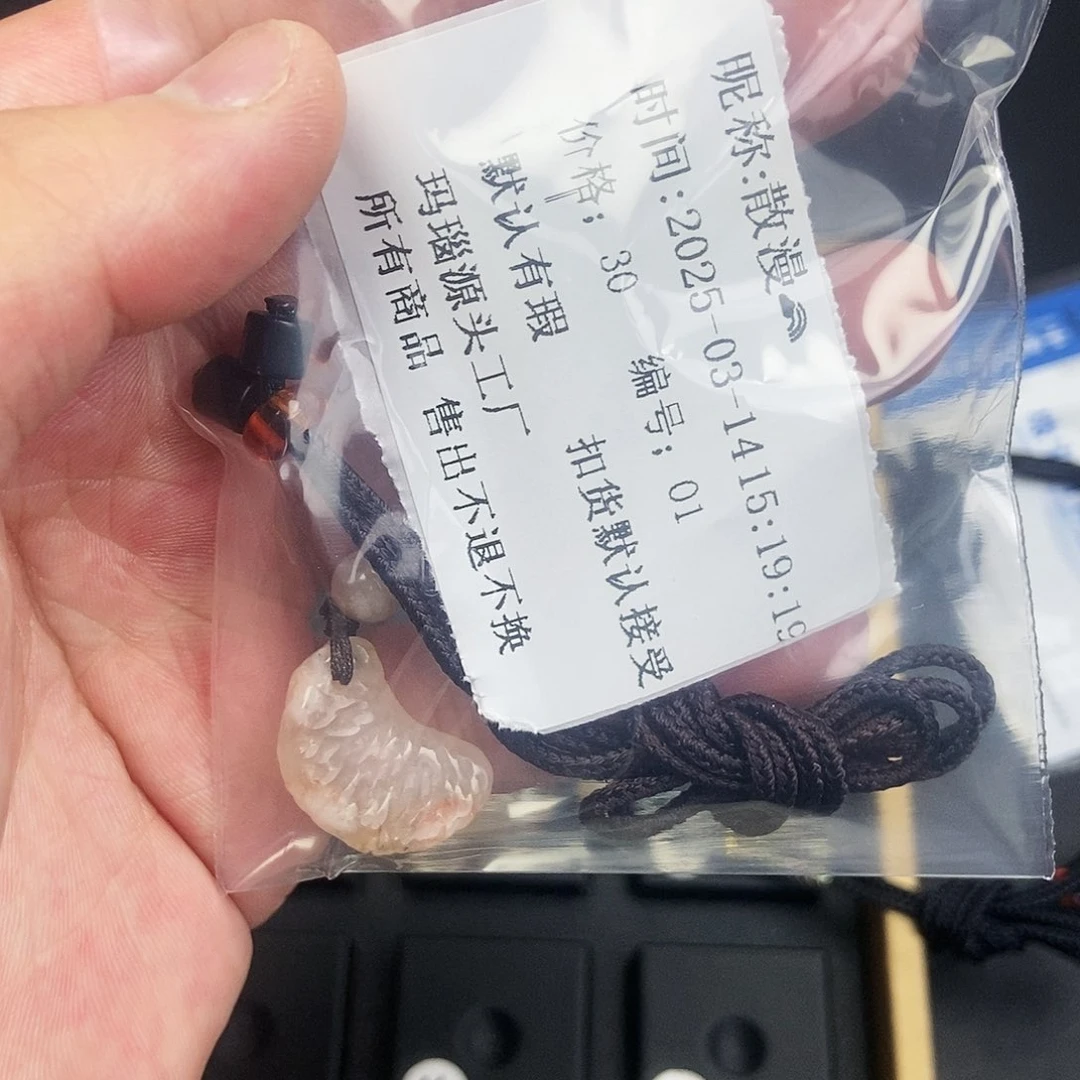 昵称:散漫
时间:2025-03-1415:19:19
价格: 30 编号: 01
默认有瑕 扣货默认接受
玛瑙源头工厂
所有商品 售出不退不换